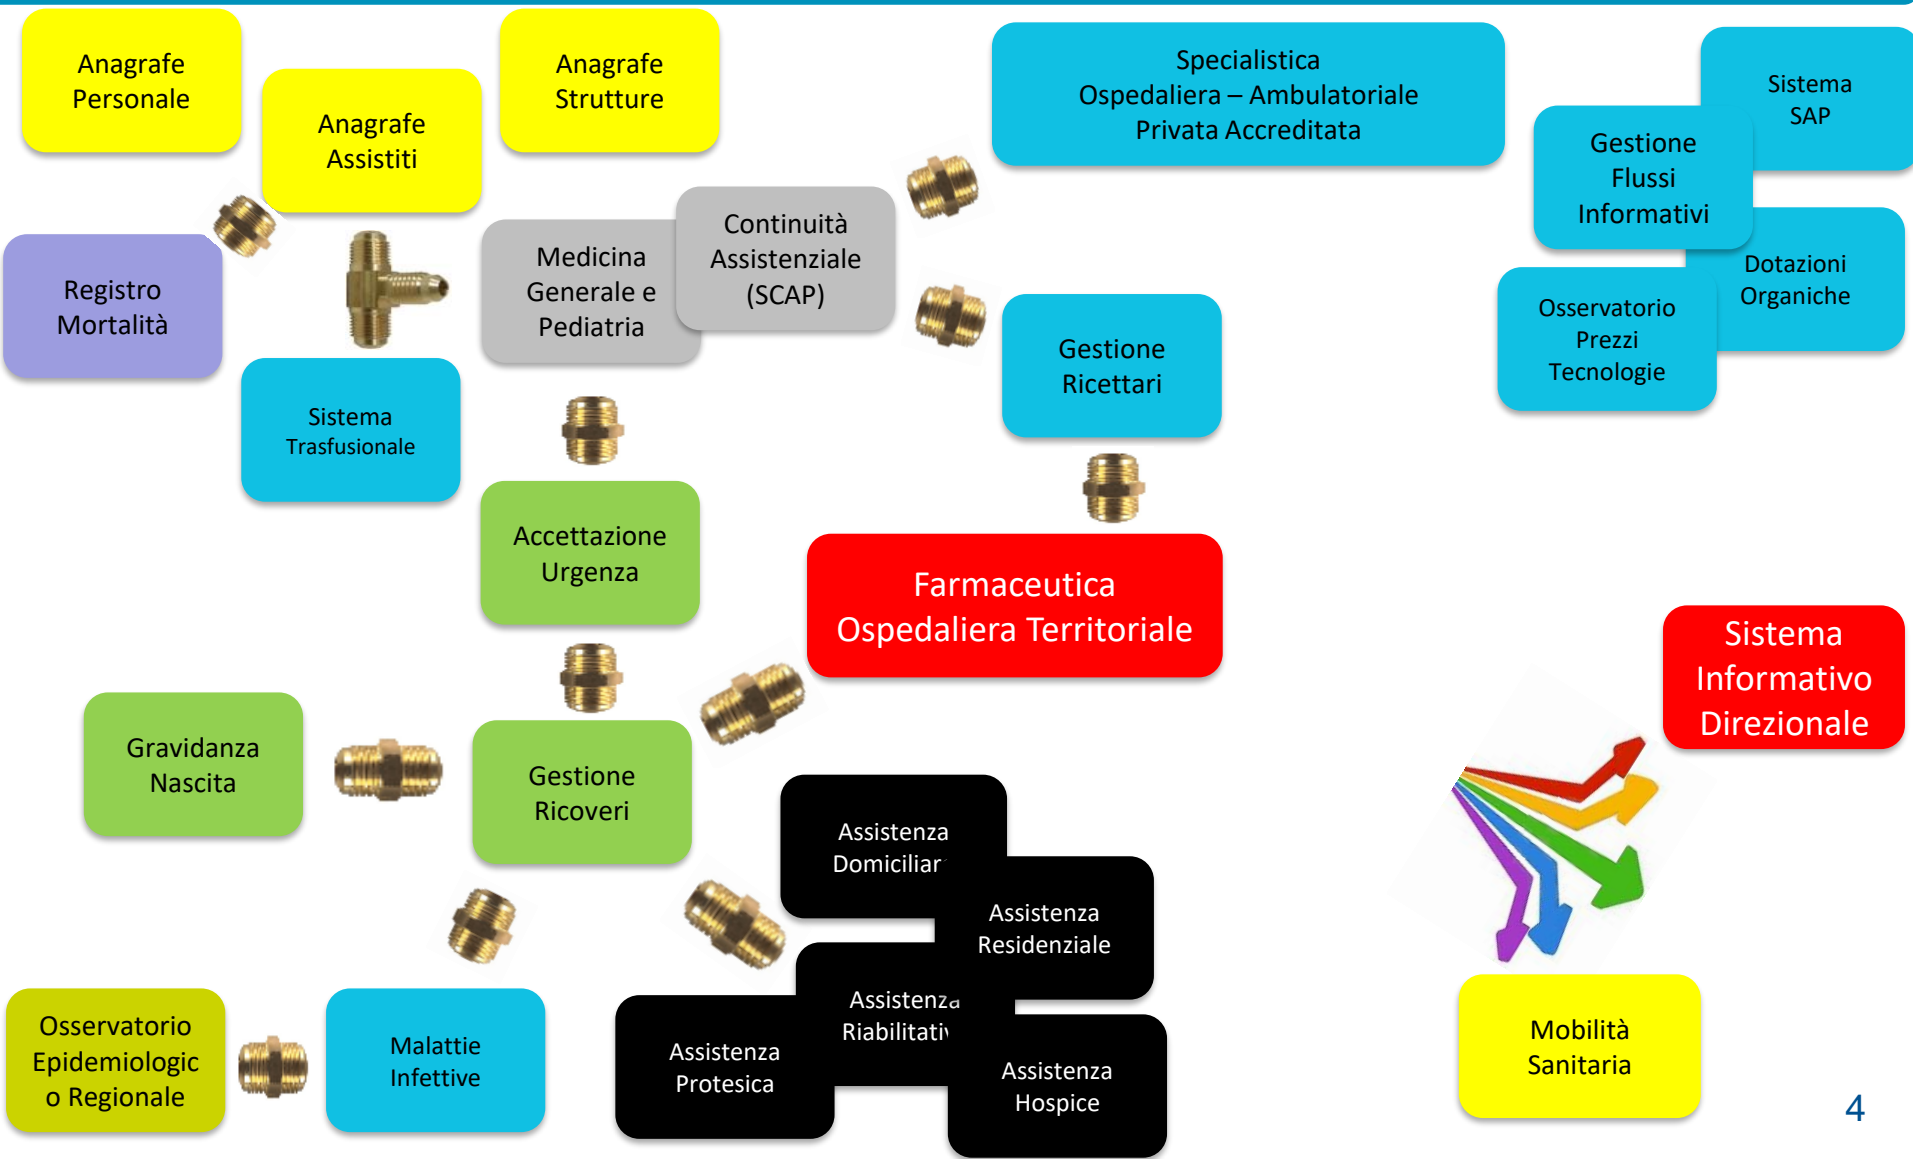 Anagrafe
Personale
Anagrafe
Assistiti
Anagrafe
Strutture
Specialistica
Ospedaliera – Ambulatoriale
Privata Accreditata
Sistema
SAP
Gestione
Flussi
Informativi
Dotazioni
Organiche
Osservatorio
Prezzi
Tecnologie
Registro
Mortalità
Medicina
Generale e
Pediatria
Continuità
Assistenziale
(SCAP)
Gestione
Ricettari
Sistema
Trasfusionale
Accettazione
Urgenza
Farmaceutica
Ospedaliera Territoriale
Sistema
Informativo
Direzionale
Gravidanza
Nascita
Gestione
Ricoveri
Assistenza
Domiciliar
Assistenza
Residenziale
Assistenza
Riabilitativ
Assistenza
Protesica
Assistenza
Hospice
Osservatorio
Epidemiologic
o Regionale
Malattie
Infettive
Mobilità
Sanitaria
4